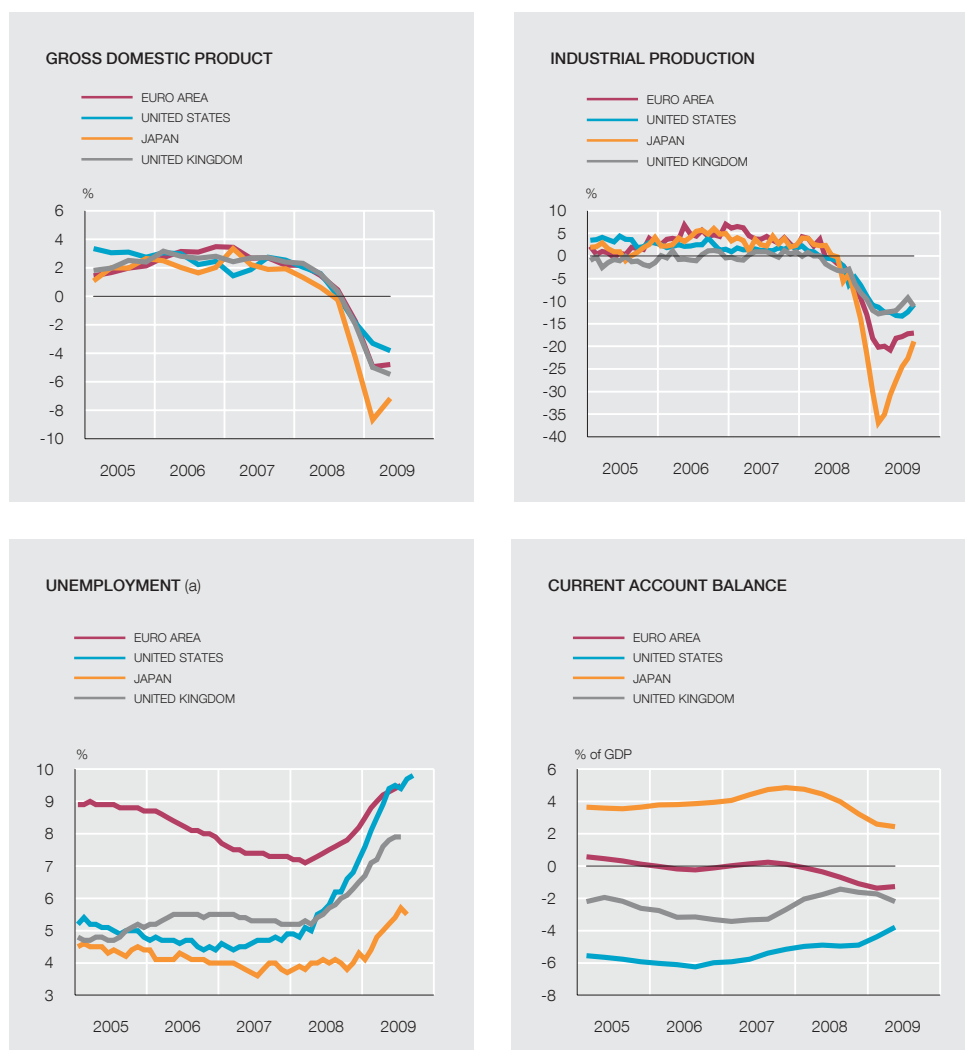 GROSS DOMESTIC PRODUCT
EURO AREA
UNITED STATES
JAPAN
UNITED KINGDOM
%
6
4
2
0
-2
-4
-6
-8
-10
2005 2006 2007 2008 2009
INDUSTRIAL PRODUCTION
EURO AREA
UNITED STATES
JAPAN
UNITED KINGDOM
%
10
5
0
-5
-10
-15
-20
-25
-30
-35
-40
2005 2006 2007 2008 2009
UNEMPLOYMENT (a)
EURO AREA
UNITED STATES
JAPAN
UNITED KINGDOM
%
10
9
8
7
6
5
4
3
2005 2006 2007 2008 2009
CURRENT ACCOUNT BALANCE
EURO AREA
UNITED STATES
JAPAN
UNITED KINGDOM
% of GDP
6
4
2
0
-2
-4
-6
-8
2005 2006 2007 2008 2009